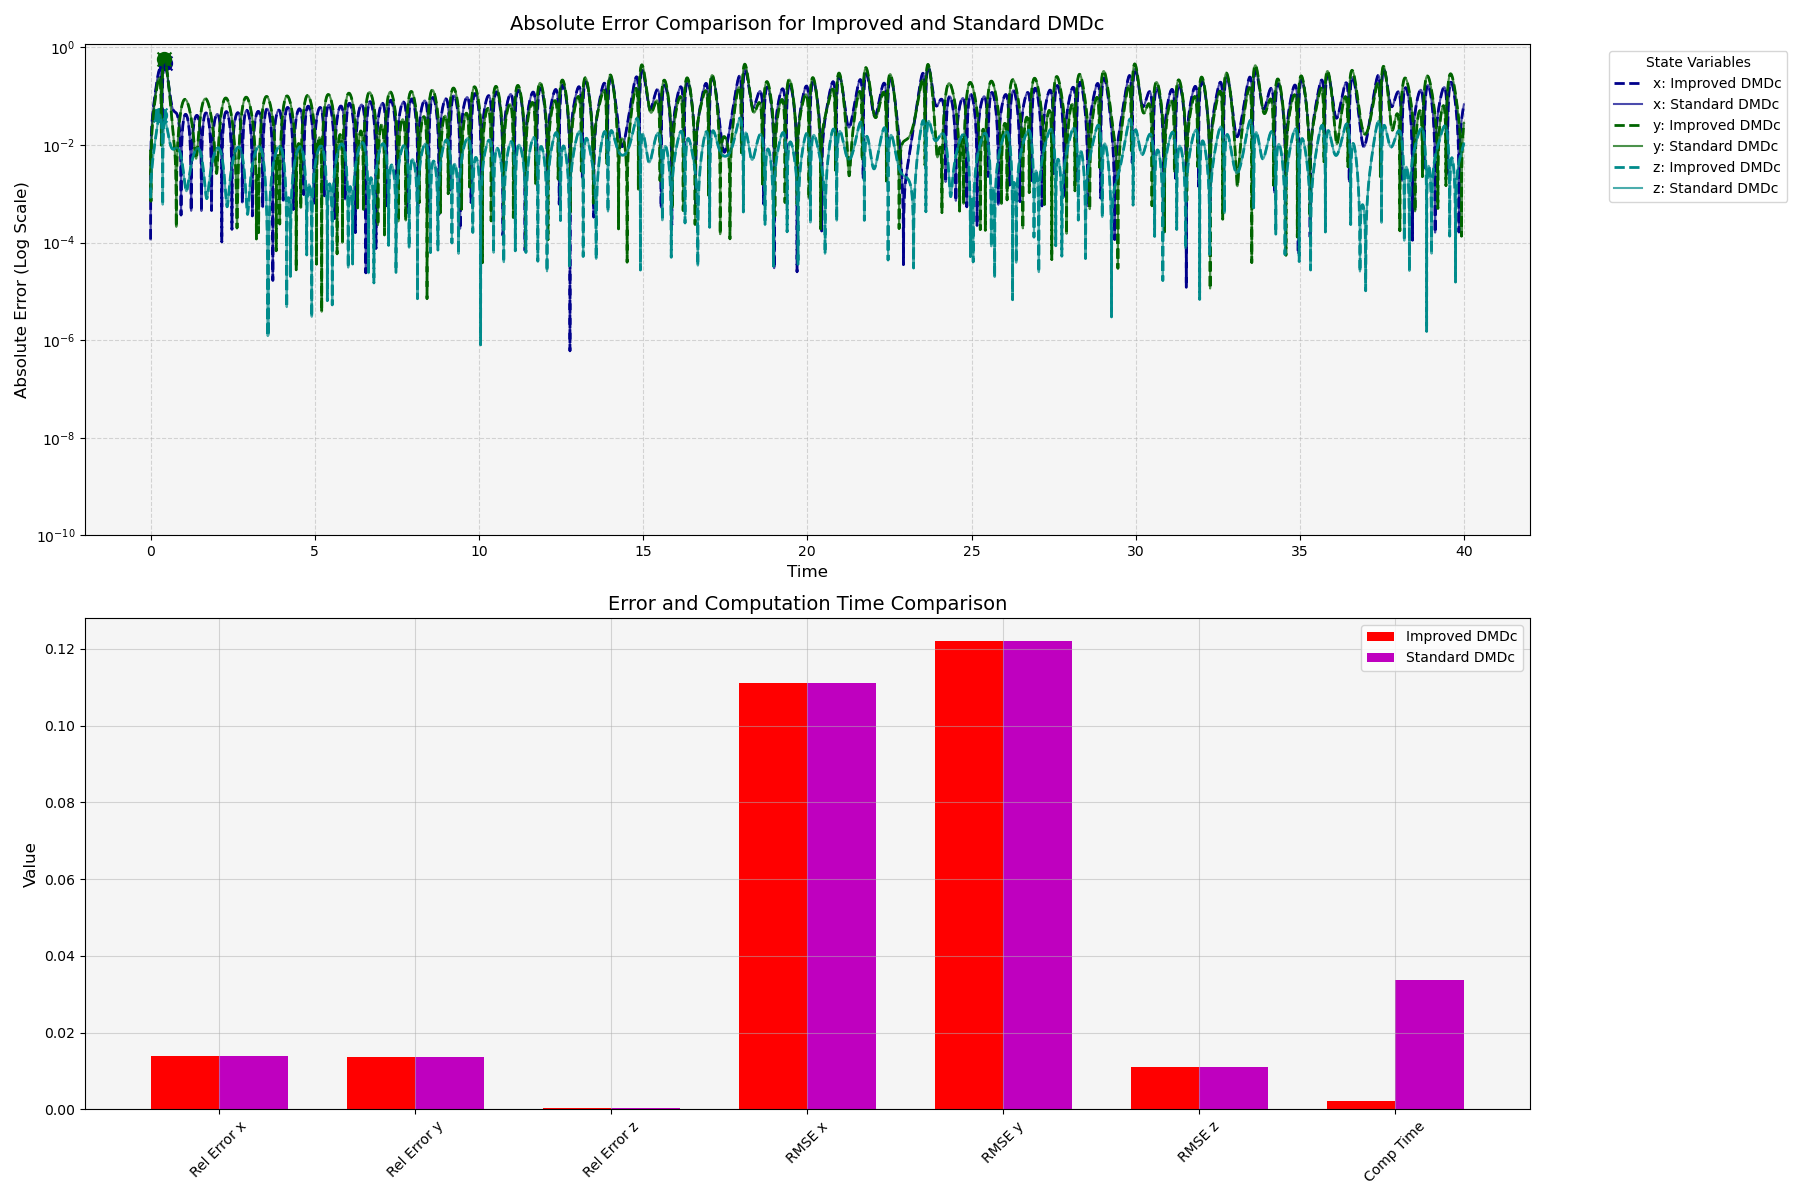 Absolute Error Comparison for Improved and Standard DMDc
Absolute Error (Log Scale)
10⁰
10⁻²
10⁻⁴
10⁻⁶
10⁻⁸
10⁻¹⁰
0 5 10 15 20 25 30 35 40
Time
State Variables
x: Improved DMDc
x: Standard DMDc
y: Improved DMDc
y: Standard DMDc
z: Improved DMDc
z: Standard DMDc
Error and Computation Time Comparison
Value
0.12
0.10
0.08
0.06
0.04
0.02
0.00
Improved DMDc
Standard DMDc
Rel Error x
Rel Error y
Rel Error z
RMSE x
RMSE y
RMSE z
Comp Time